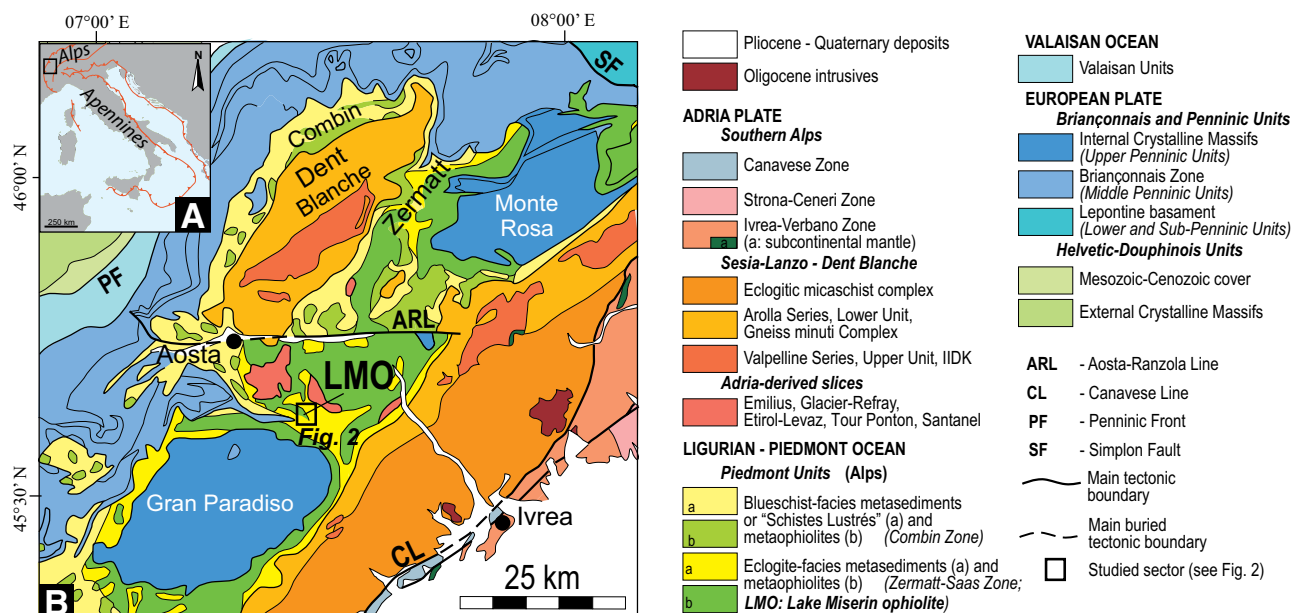 07°00’ E
08°00’ E
46°00’ N
45°30’ N
Alps
Apennines
N
250 km
A
SF
Combin
Dent
Blanche
Zermatt
Monte
Rosa
PF
ARL
Aosta
LMO
Fig. 2
Gran Paradiso
Ivrea
CL
25 km
B
Pliocene - Quaternary deposits
Oligocene intrusives
ADRIA PLATE
Southern Alps
Canavese Zone
Strona-Ceneri Zone
Ivrea-Verbano Zone
a
(a: subcontinental mantle)
Sesia-Lanzo - Dent Blanche
Eclogitic micaschist complex
Arolla Series, Lower Unit,
Gneiss minuti Complex
Valpelline Series, Upper Unit, IIDK
Adria-derived slices
Emilius, Glacier-Refray,
Etirol-Levaz, Tour Ponton, Santanel
LIGURIAN - PIEDMONT OCEAN
Piedmont Units (Alps)
a
Blueschist-facies metasediments
or “Schistes Lustrés” (a) and
b
metaophiolites (b) (Combin Zone)
a
Eclogite-facies metasediments (a) and
metaophiolites (b) (Zermatt-Saas Zone;
b
LMO: Lake Miserin ophiolite)
VALAISAN OCEAN
Valaisan Units
EUROPEAN PLATE
Briançonnais and Penninic Units
Internal Crystalline Massifs
(Upper Penninic Units)
Briançonnais Zone
(Middle Penninic Units)
Lepontine basament
(Lower and Sub-Penninic Units)
Helvetic-Douphinois Units
Mesozoic-Cenozoic cover
External Crystalline Massifs
ARL - Aosta-Ranzola Line
CL - Canavese Line
PF - Penninic Front
SF - Simplon Fault
Main tectonic
boundary
Main buried
tectonic boundary
Studied sector (see Fig. 2)